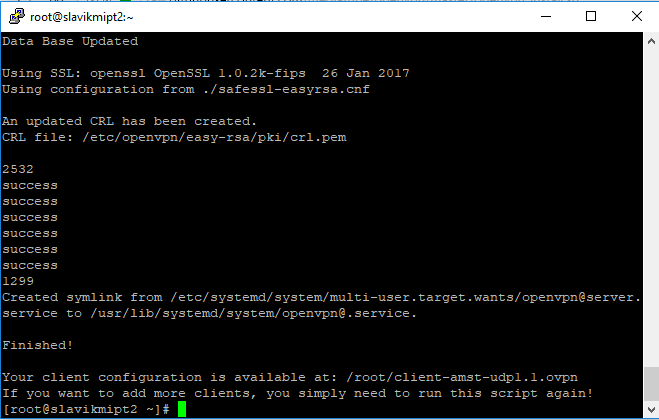 root@slavikmipt2:~
Data Base Updated
Using SSL: openssl OpenSSL 1.0.2k-fips  26 Jan 2017
Using configuration from ./safessl-easyrsa.cnf
An updated CRL has been created.
CRL file: /etc/openvpn/easy-rsa/pki/crl.pem
2532
success
success
success
success
success
success
1299
Created symlink from /etc/systemd/system/multi-user.target.wants/openvpn@server.
service to /usr/lib/systemd/system/openvpn@.service.
Finished!
Your client configuration is available at: /root/client-amst-udp1.1.ovpn
If you want to add more clients, you simply need to run this script again!
[root@slavikmipt2 ~]#